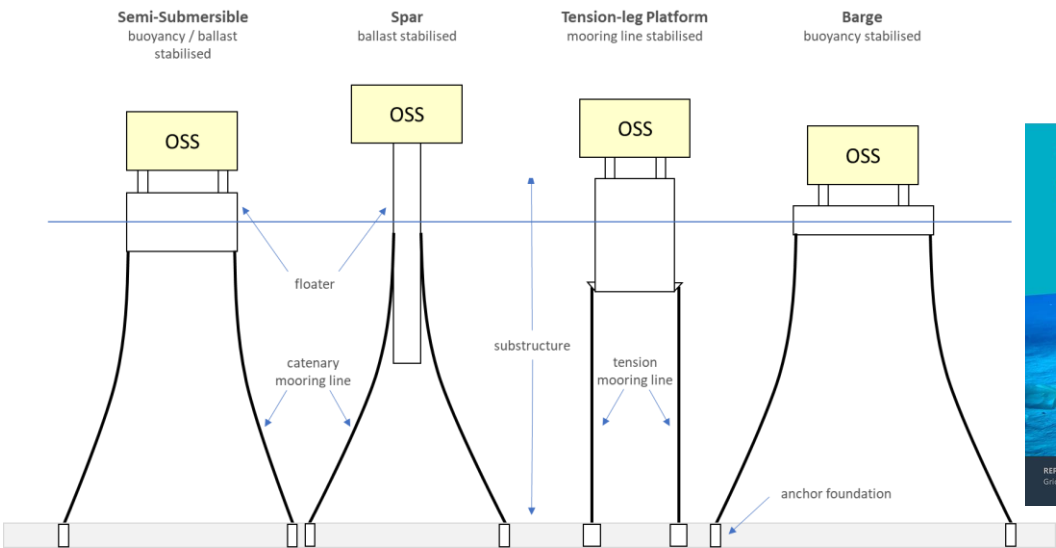 Semi-Submersible
buoyancy / ballast
stabilised
Spar
ballast stabilised
Tension-leg Platform
mooring line stabilised
Barge
buoyancy stabilised
OSS
OSS
OSS
OSS
floater
substructure
catenary
mooring line
tension
mooring line
anchor foundation